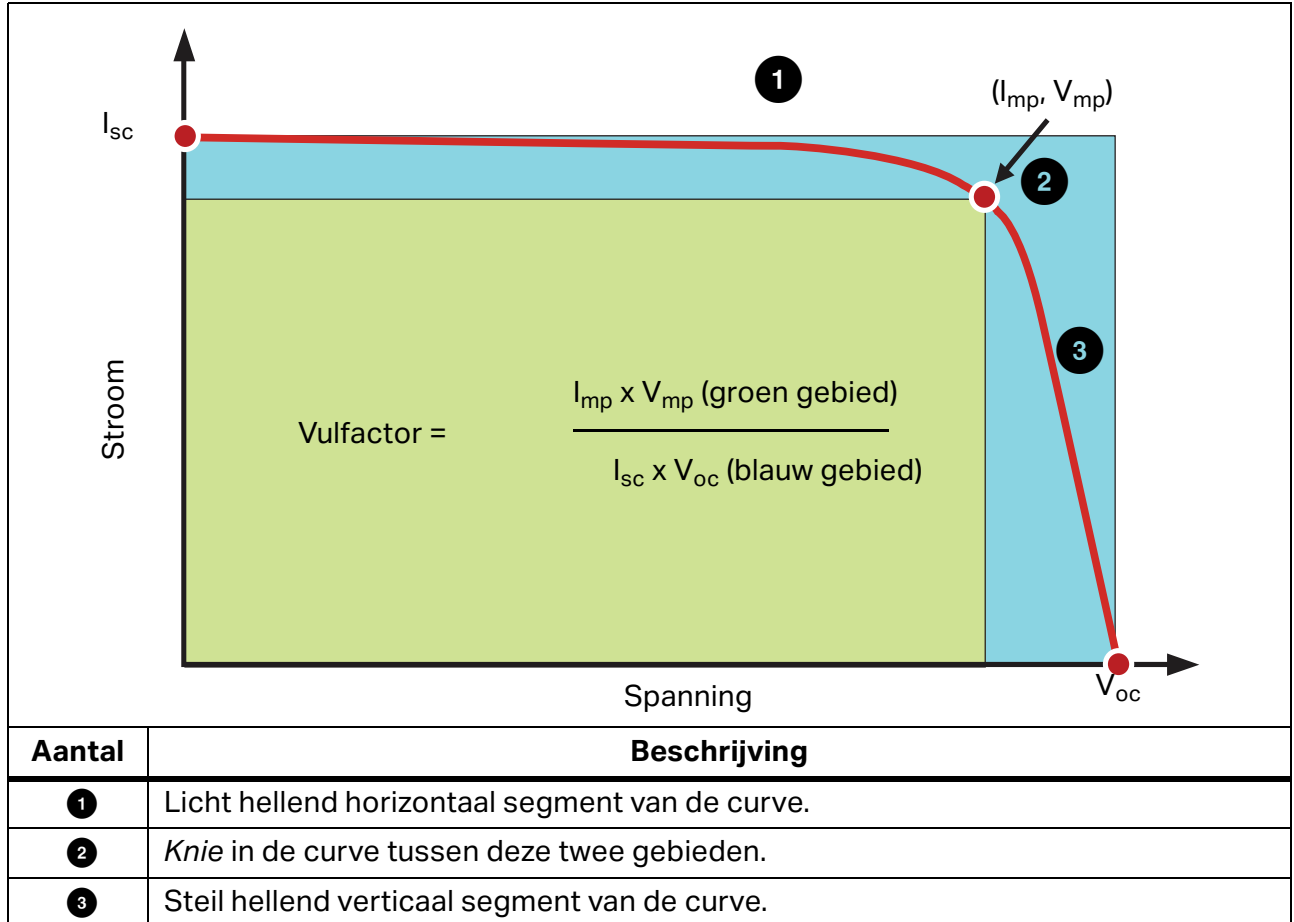 1
(Imp, Vmp)
Isc
2
3
Stroom
Vulfactor =
Imp x Vmp (groen gebied)
Isc x Voc (blauw gebied)
Spanning
Voc
Aantal Beschrijving
1 Licht hellend horizontaal segment van de curve.
2 Knie in de curve tussen deze twee gebieden.
3 Steil hellend verticaal segment van de curve.